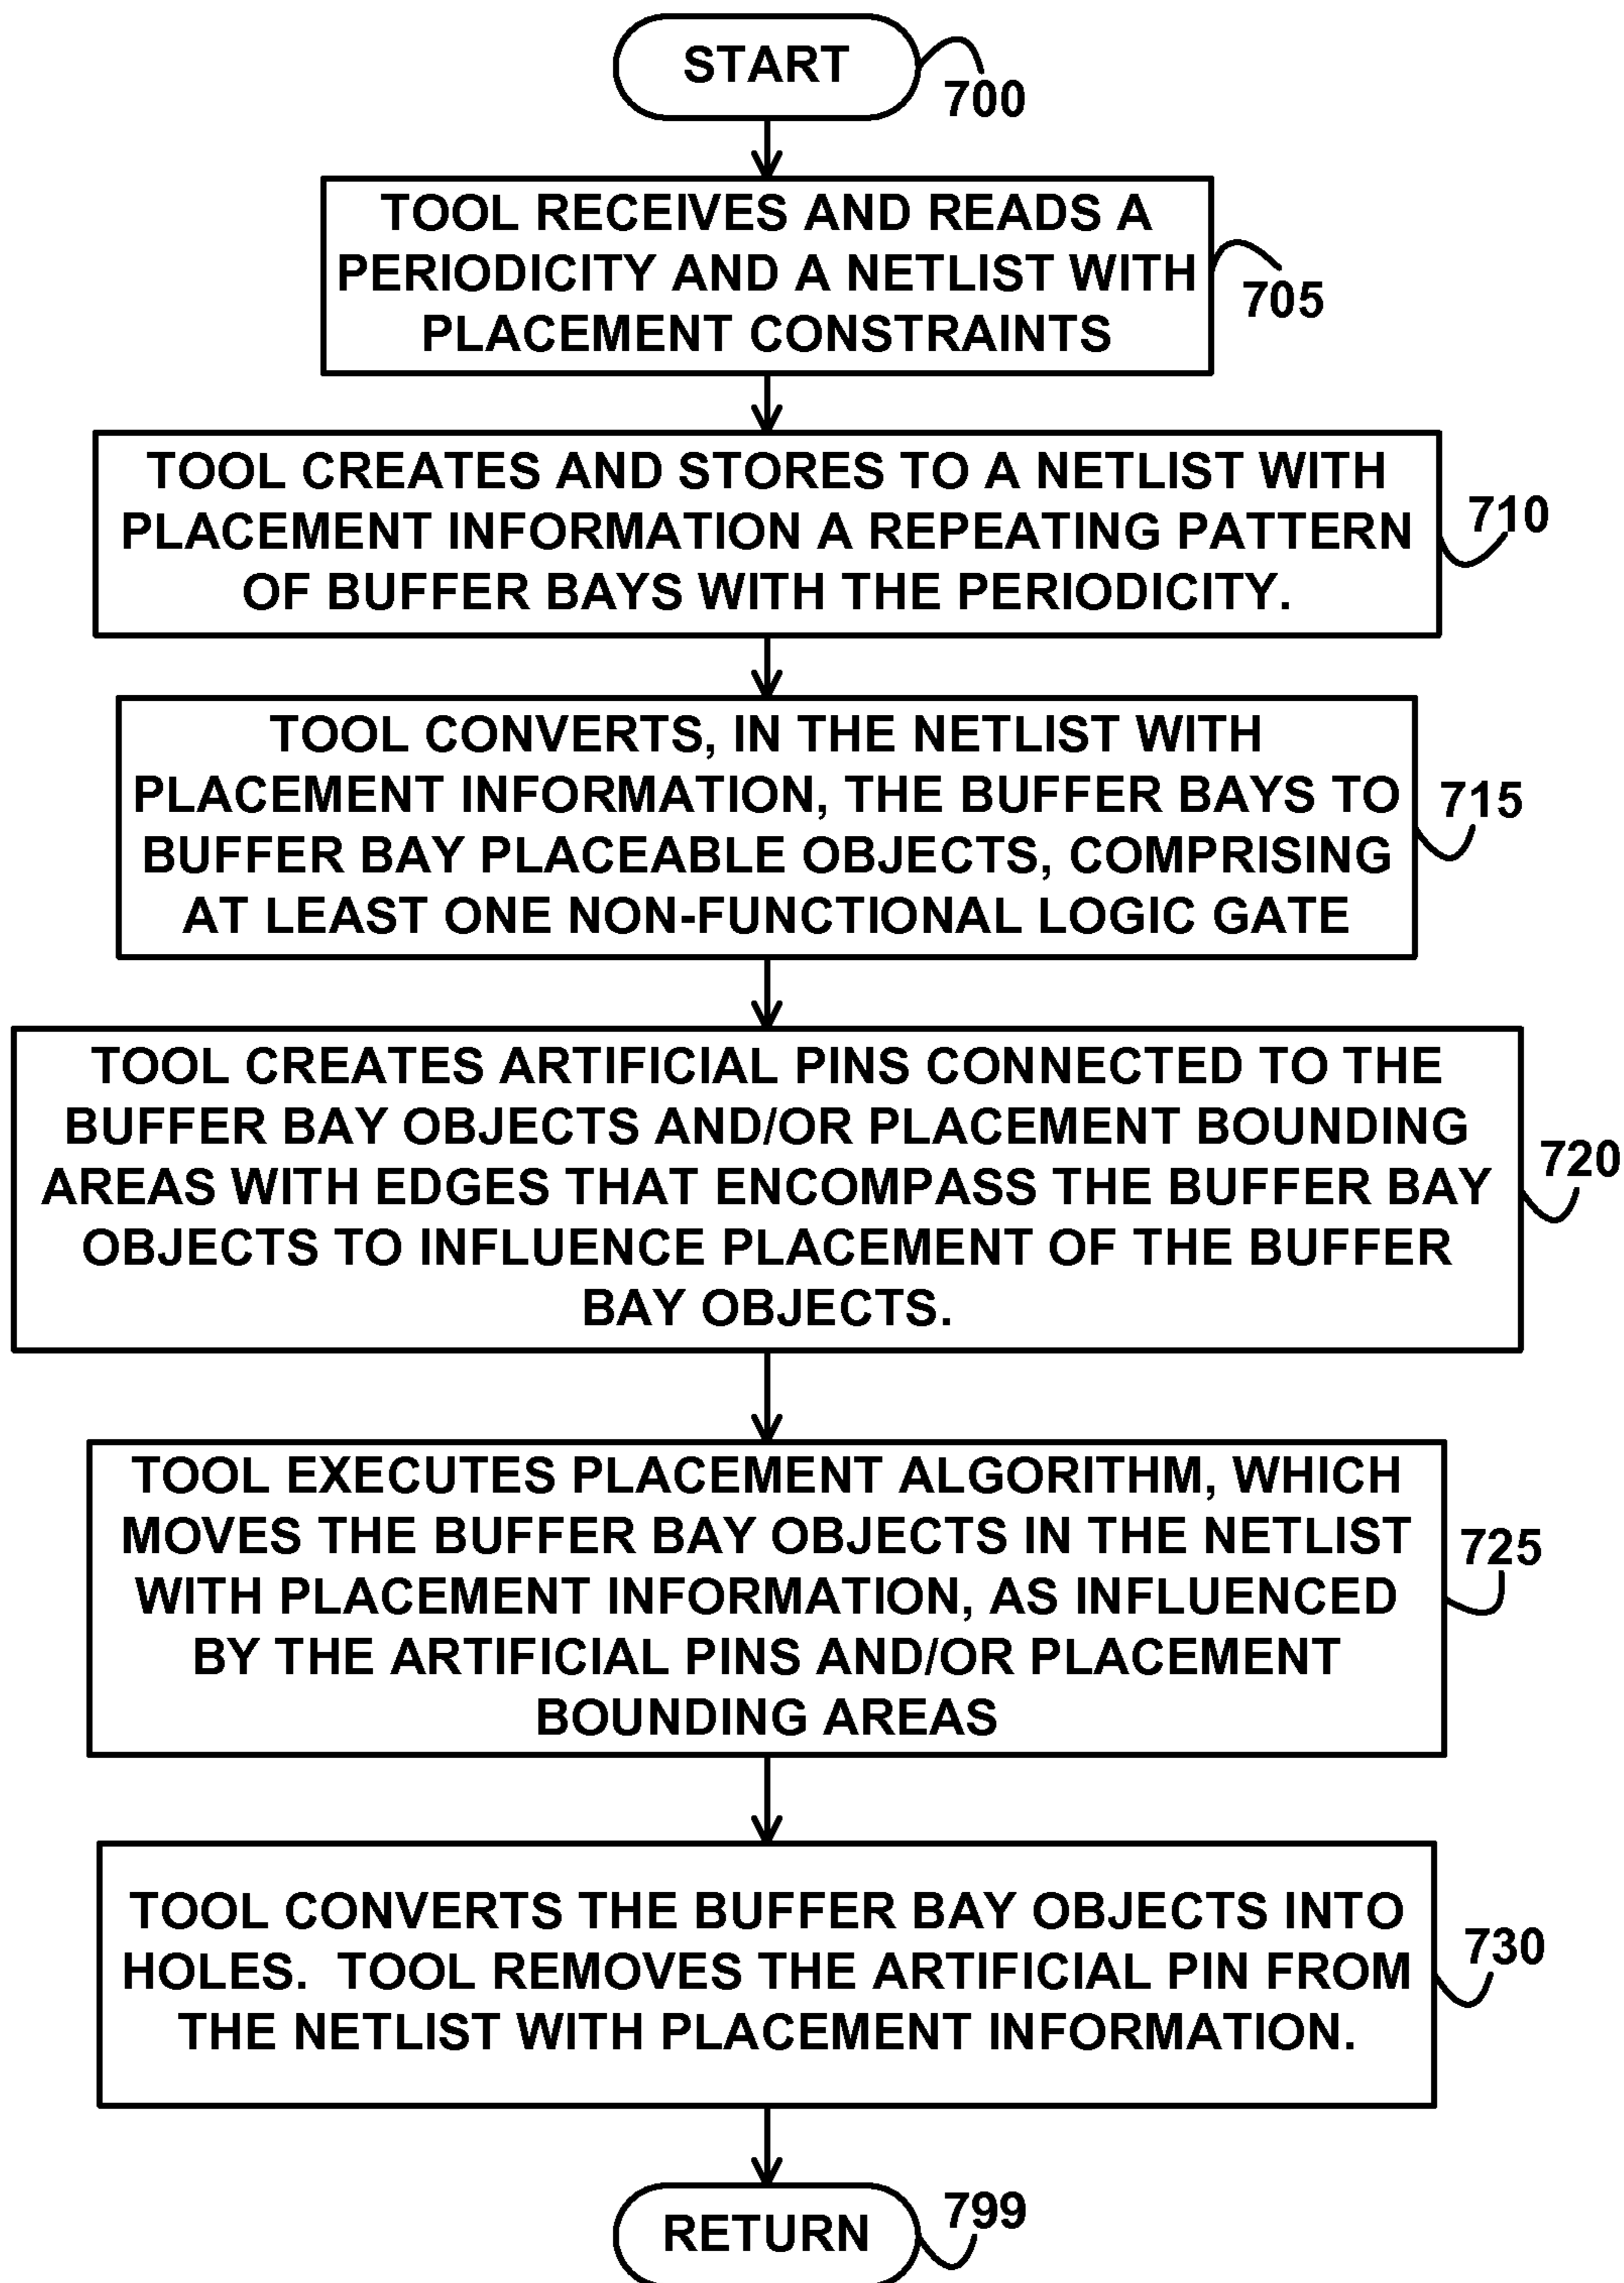 START
700
TOOL RECEIVES AND READS A
PERIODICITY AND A NETLIST WITH
PLACEMENT CONSTRAINTS
705
TOOL CREATES AND STORES TO A NETLIST WITH
PLACEMENT INFORMATION A REPEATING PATTERN
OF BUFFER BAYS WITH THE PERIODICITY.
710
TOOL CONVERTS, IN THE NETLIST WITH
PLACEMENT INFORMATION, THE BUFFER BAYS TO
BUFFER BAY PLACEABLE OBJECTS, COMPRISING
AT LEAST ONE NON-FUNCTIONAL LOGIC GATE
715
TOOL CREATES ARTIFICIAL PINS CONNECTED TO THE
BUFFER BAY OBJECTS AND/OR PLACEMENT BOUNDING
AREAS WITH EDGES THAT ENCOMPASS THE BUFFER BAY
OBJECTS TO INFLUENCE PLACEMENT OF THE BUFFER
BAY OBJECTS.
720
TOOL EXECUTES PLACEMENT ALGORITHM, WHICH
MOVES THE BUFFER BAY OBJECTS IN THE NETLIST
WITH PLACEMENT INFORMATION, AS INFLUENCED
BY THE ARTIFICIAL PINS AND/OR PLACEMENT
BOUNDING AREAS
725
TOOL CONVERTS THE BUFFER BAY OBJECTS INTO
HOLES. TOOL REMOVES THE ARTIFICIAL PIN FROM
THE NETLIST WITH PLACEMENT INFORMATION.
730
RETURN
799